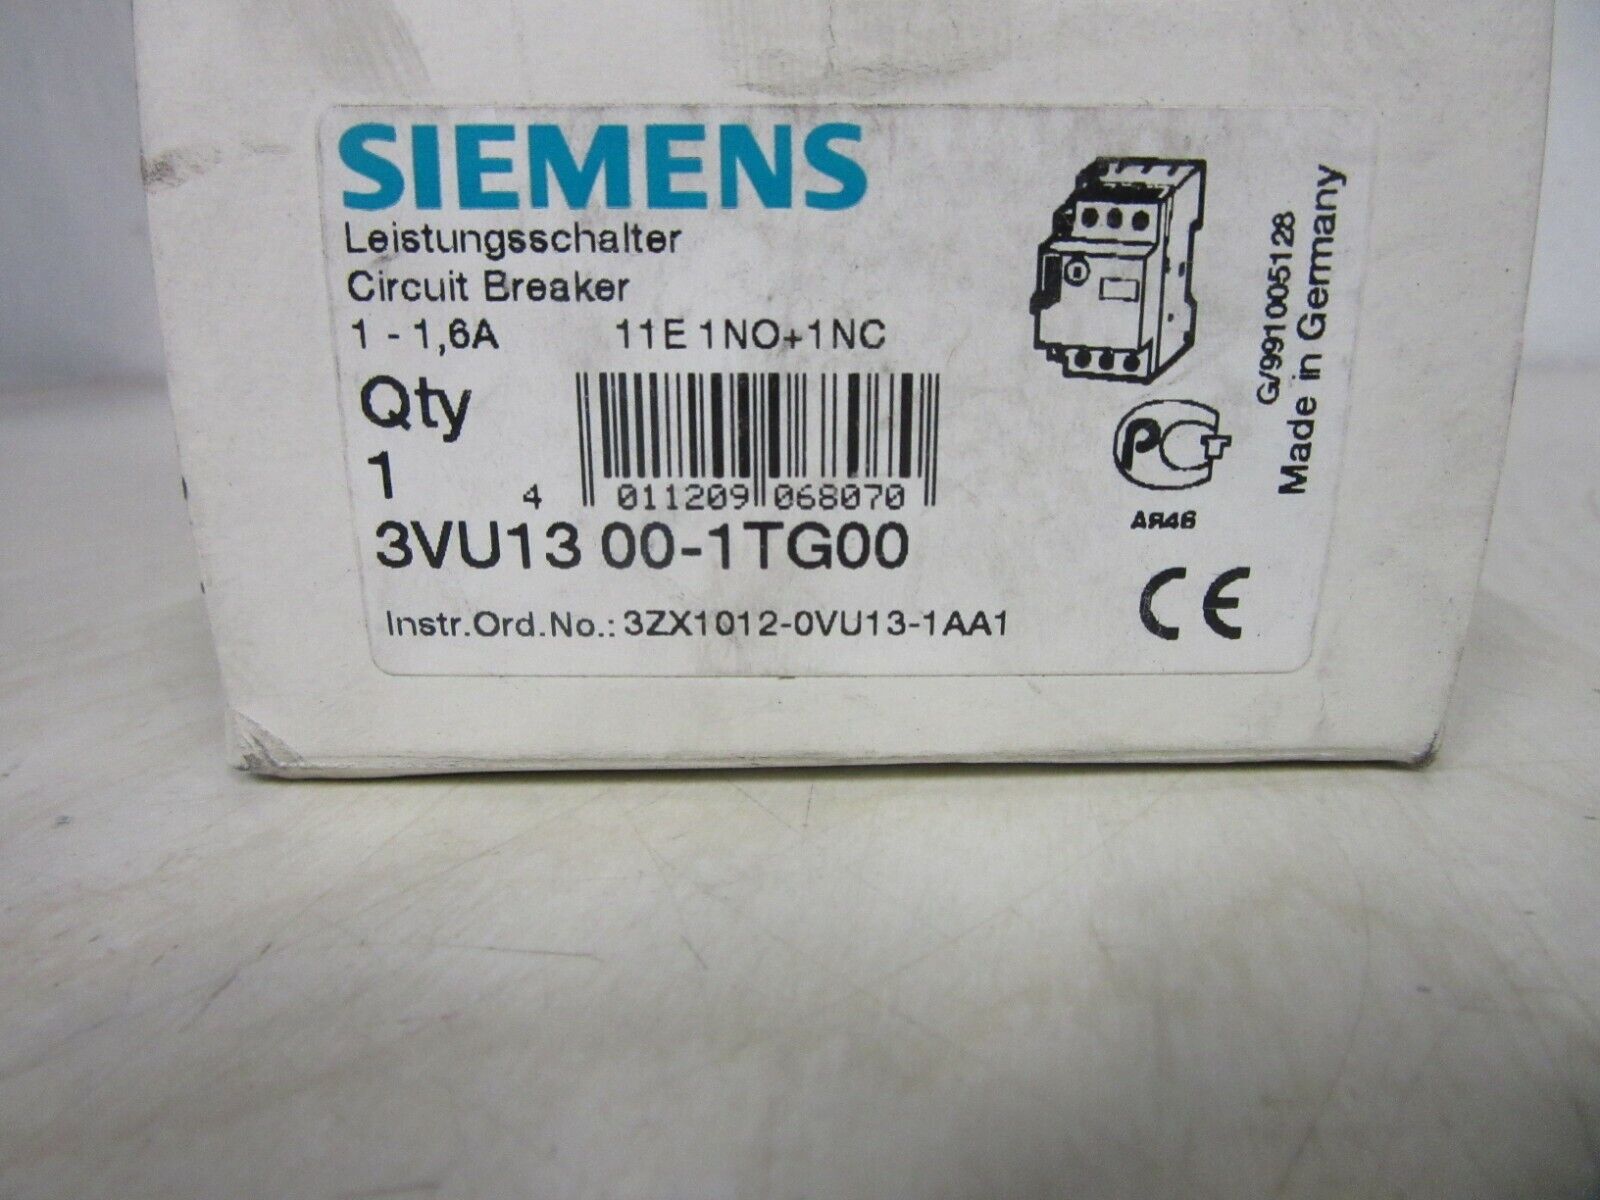 SIEMENS
Leistungsschalter
Circuit Breaker
1 - 1,6A 11E 1NO+1NC
Qty
1
4 011209 068070
3VU13 00-1TG00
Instr.Ord.No.: 3ZX1012-0VU13-1AA1
PC
АЯ46
CE
G/991005128
Made in Germany